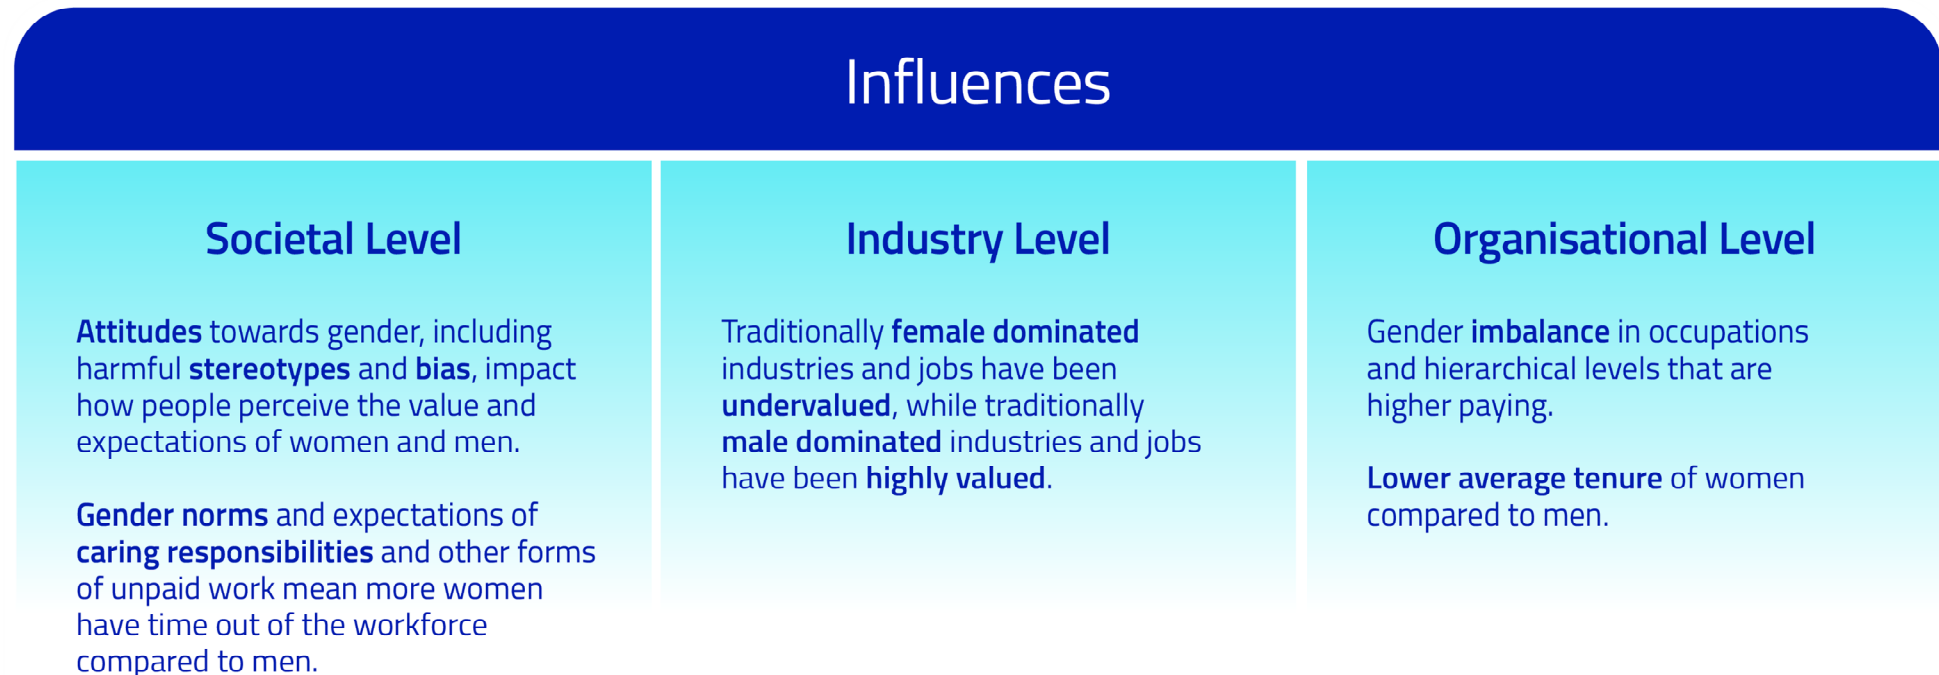 Influences
Societal Level
Attitudes towards gender, including
harmful stereotypes and bias, impact
how people perceive the value and
expectations of women and men.
Gender norms and expectations of
caring responsibilities and other forms
of unpaid work mean more women
have time out of the workforce
compared to men.
Industry Level
Traditionally female dominated
industries and jobs have been
undervalued, while traditionally
male dominated industries and jobs
have been highly valued.
Organisational Level
Gender imbalance in occupations
and hierarchical levels that are
higher paying.
Lower average tenure of women
compared to men.